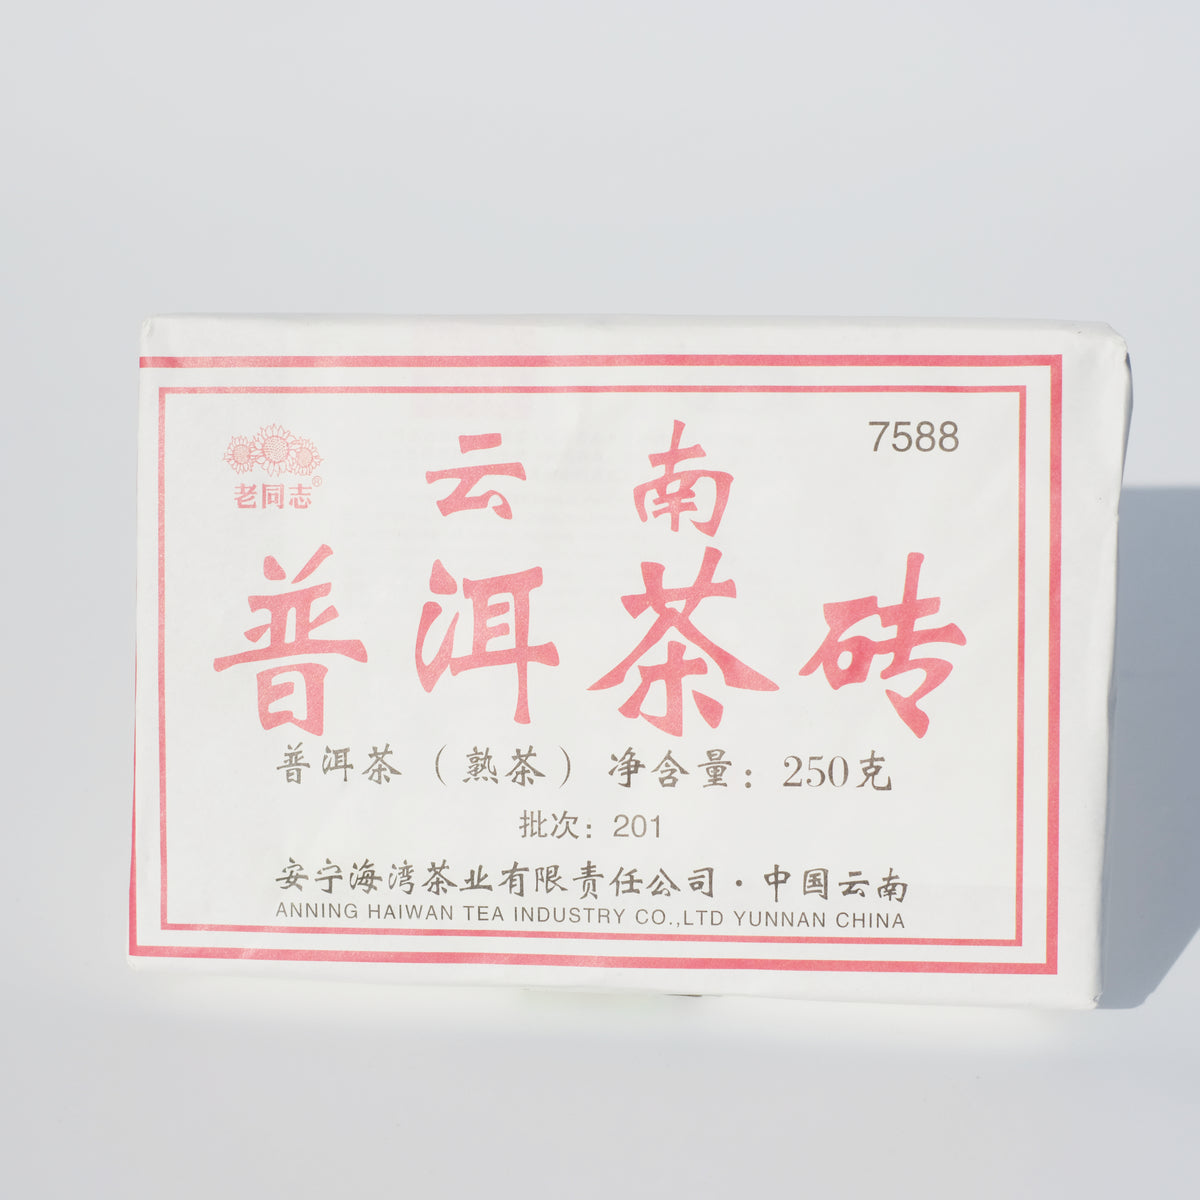 7588
老同志®
云南
普洱茶砖
普洱茶(熟茶) 净含量:250克
批次:201
安宁海湾茶业有限责任公司·中国云南
ANNING HAIWAN TEA INDUSTRY CO.,LTD YUNNAN CHINA